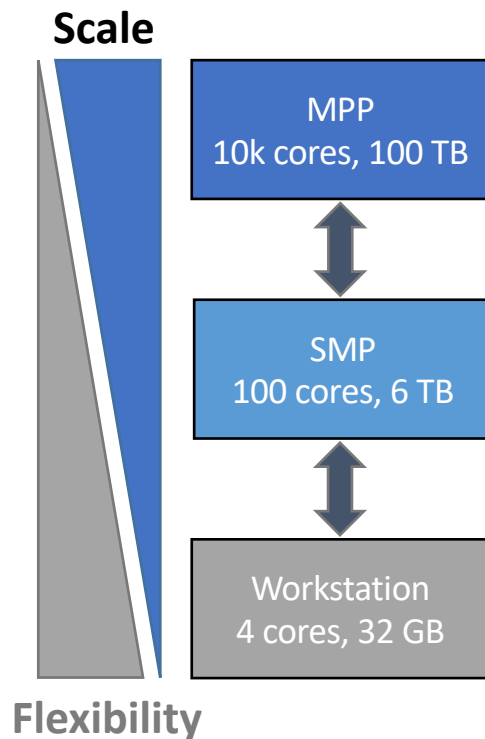 Scale
MPP
10k cores, 100 TB
SMP
100 cores, 6 TB
Workstation
4 cores, 32 GB
Flexibility